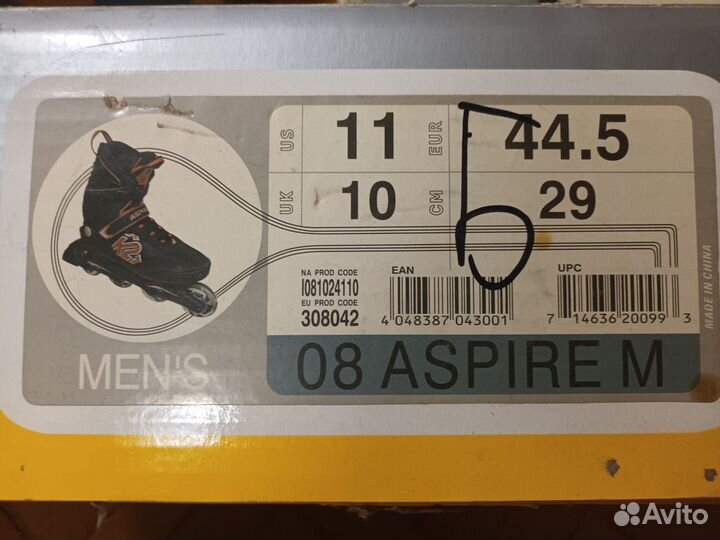 US 11 EUR 44.5
UK 10 CM 29
Б
ASPIRE
NA PROD CODE
I081024110
EU PROD CODE
308042
EAN
4 048387 043001
UPC
7 14636 20099 3
MADE IN CHINA
MEN'S
08 ASPIRE M
Avito